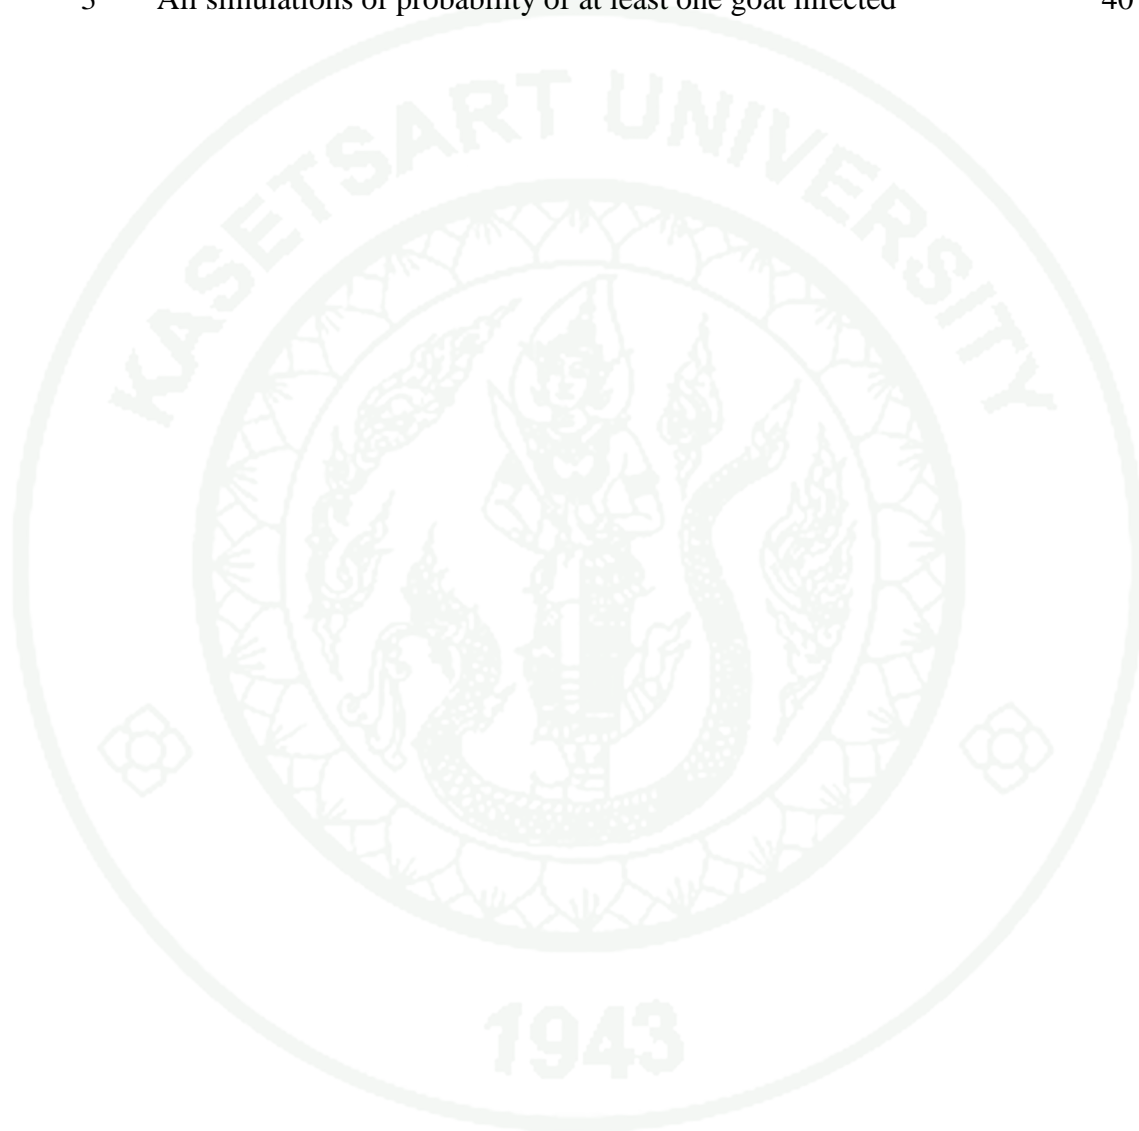 5 All simulations of probability of at least one goat infected 40
KASETSART UNIVERSITY
1943